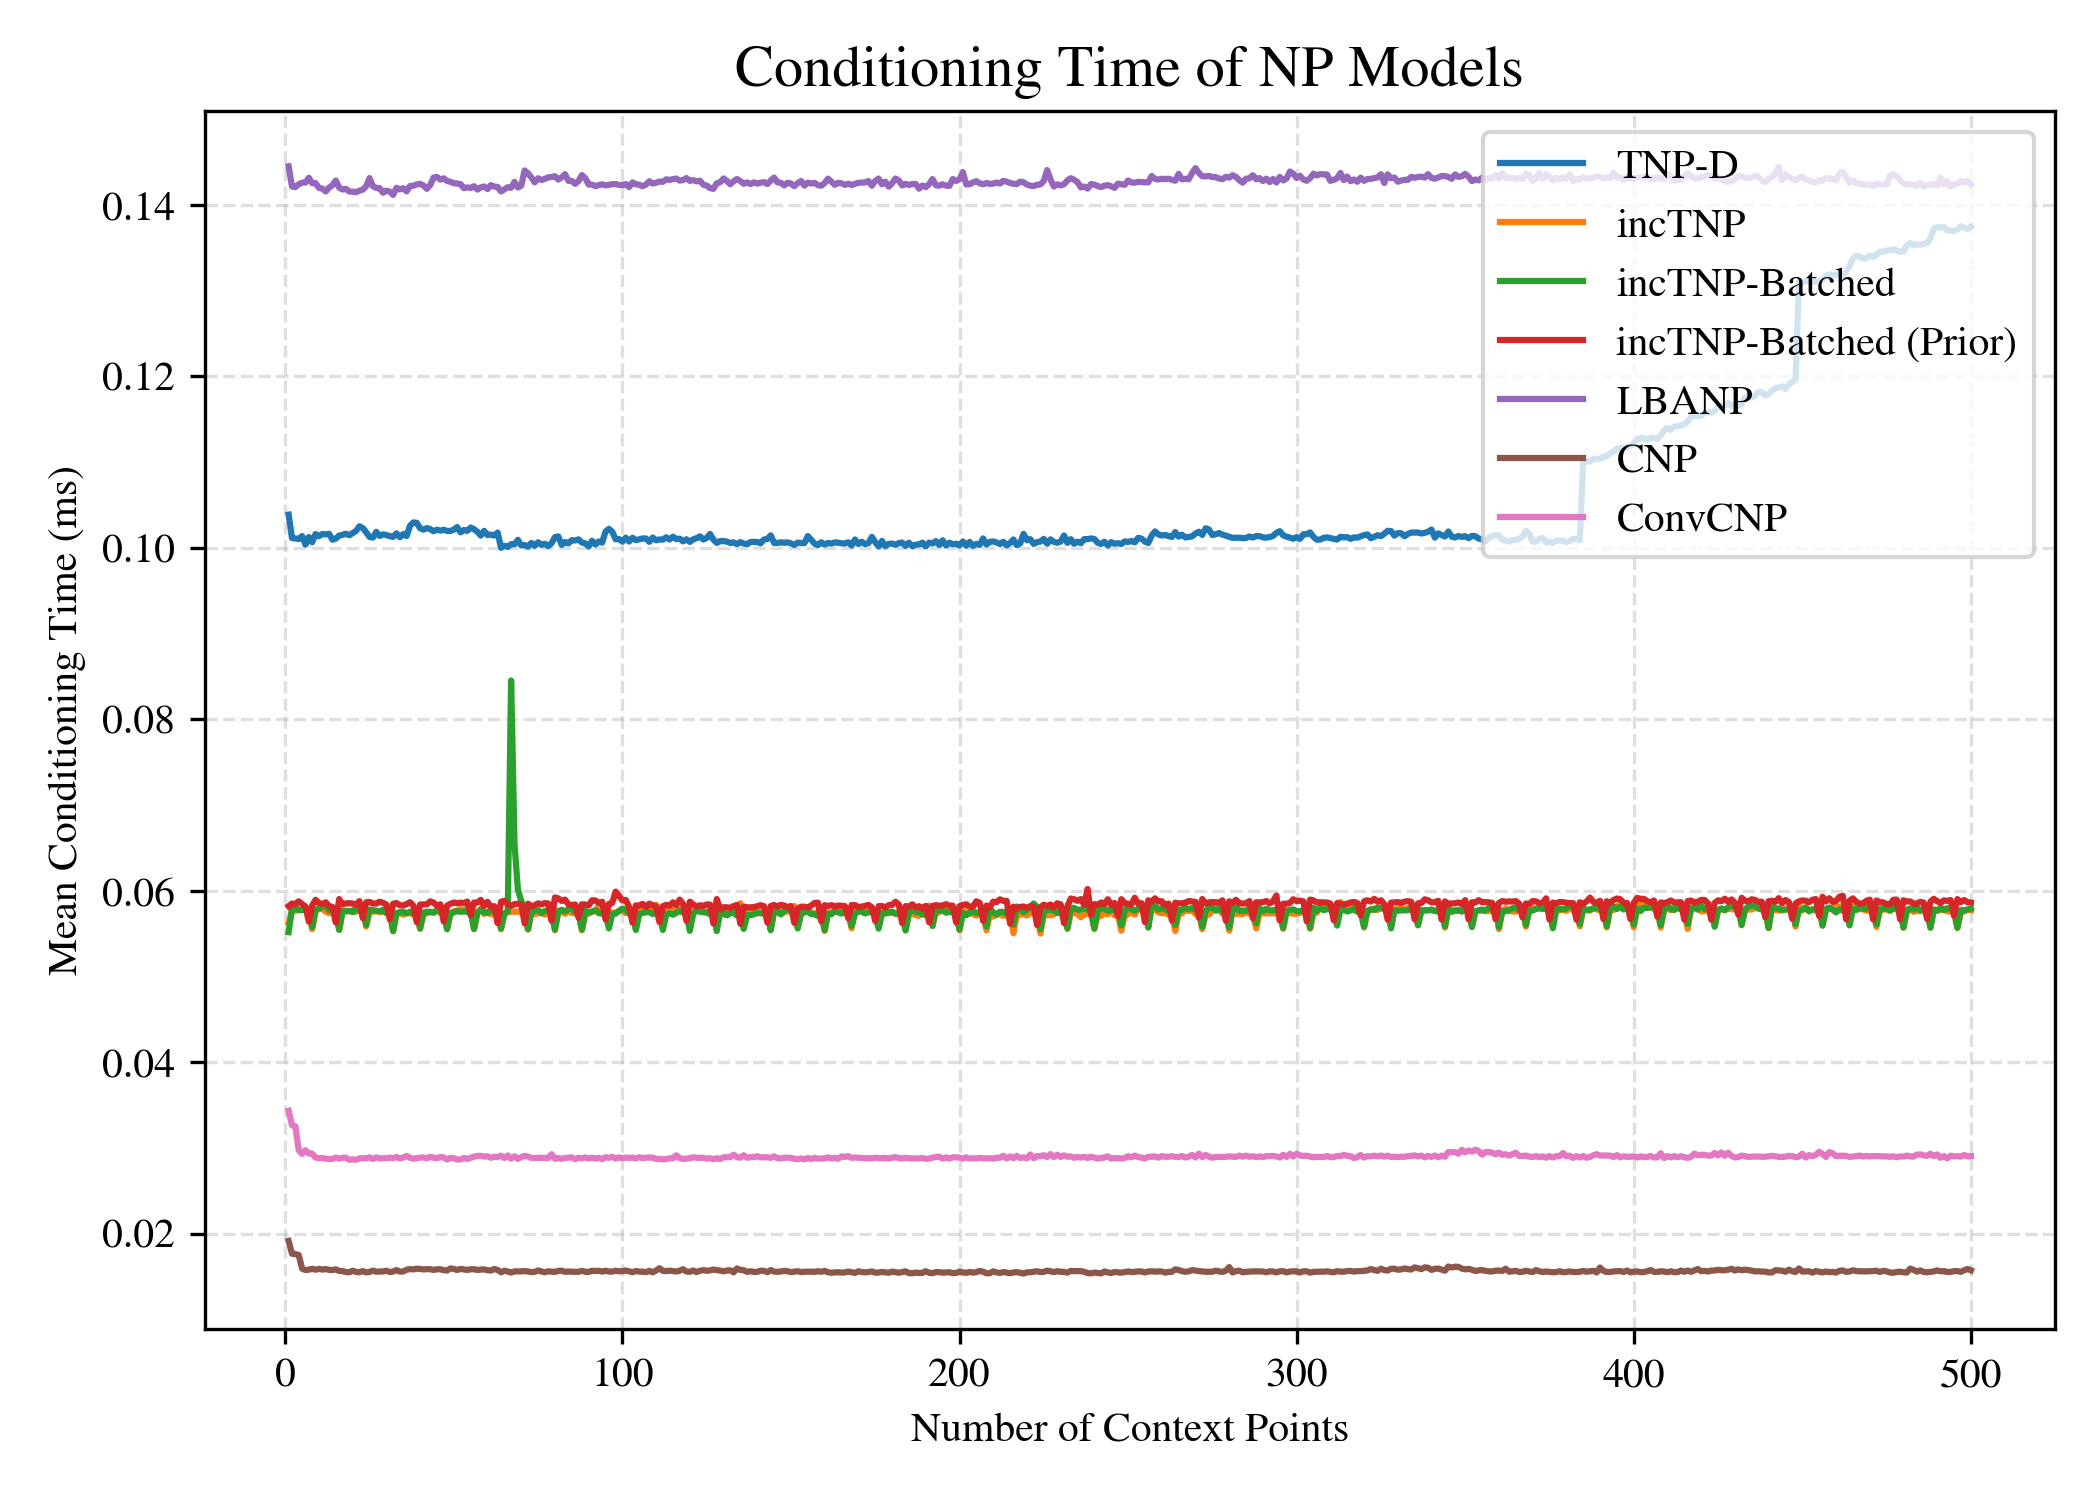 Conditioning Time of NP Models
Mean Conditioning Time (ms)
0.14
0.12
0.10
0.08
0.06
0.04
0.02
0
100
200
300
400
500
Number of Context Points
TNP-D
incTNP
incTNP-Batched
incTNP-Batched (Prior)
LBANP
CNP
ConvCNP